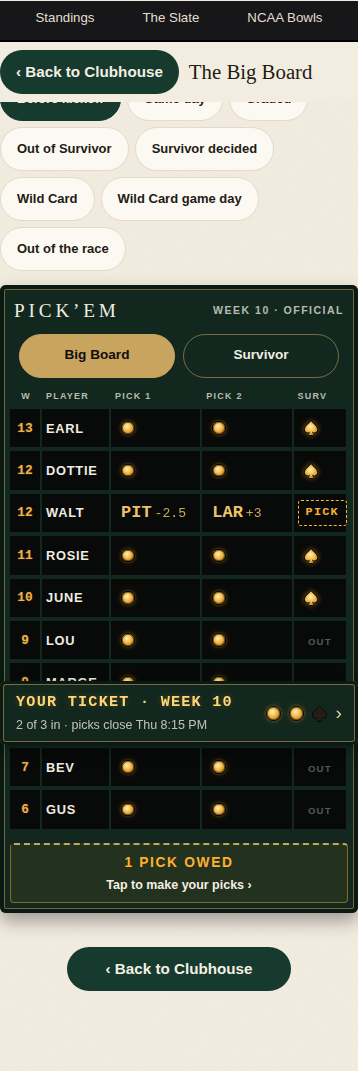 Standings The Slate NCAA Bowls
‹ Back to Clubhouse The Big Board
Out of Survivor Survivor decided
Wild Card Wild Card game day
Out of the race
PICK’EM WEEK 10 · OFFICIAL
Big Board Survivor
W PLAYER PICK 1 PICK 2 SURV
13 EARL
12 DOTTIE
12 WALT PIT -2.5 LAR +3 PICK
11 ROSIE
10 JUNE
9 LOU OUT
YOUR TICKET · WEEK 10
2 of 3 in · picks close Thu 8:15 PM ›
7 BEV OUT
6 GUS OUT
1 PICK OWED
Tap to make your picks ›
‹ Back to Clubhouse